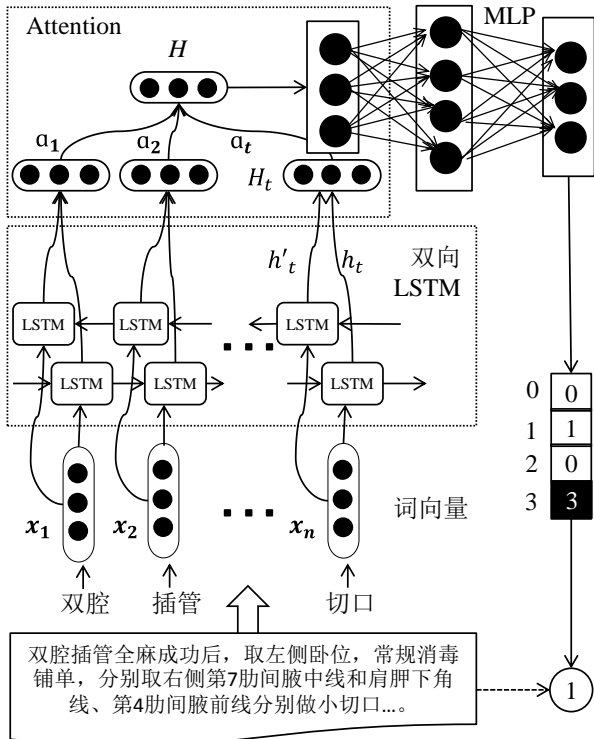 Attention
MLP
H
α1
α2
αt
Ht
h't
ht
双向
LSTM
LSTM
LSTM
LSTM
LSTM
LSTM
LSTM
...
0 0
1 1
2 0
3 3
x1
x2
...
xn
词向量
双腔
插管
切口
双腔插管全麻成功后，取左侧卧位，常规消毒
铺单，分别取右侧第7肋间腋中线和肩胛下角
线、第4肋间腋前线分别做小切口…。
1